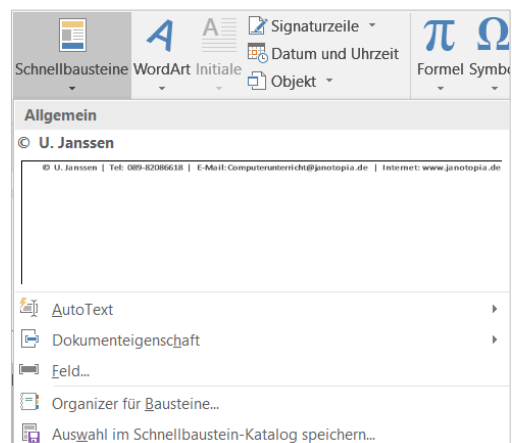 Schnellbausteine WordArt Initiale
Signaturzeile
Datum und Uhrzeit
Objekt
Formel Symbo
Allgemein
© U. Janssen
© U. Janssen | Tel: 089-82086618 | E-Mail: Computerunterricht@janotopia.de | Internet: www.janotopia.de
AutoText
Dokumenteigenschaft
Feld...
Organizer für Bausteine...
Auswahl im Schnellbaustein-Katalog speichern...